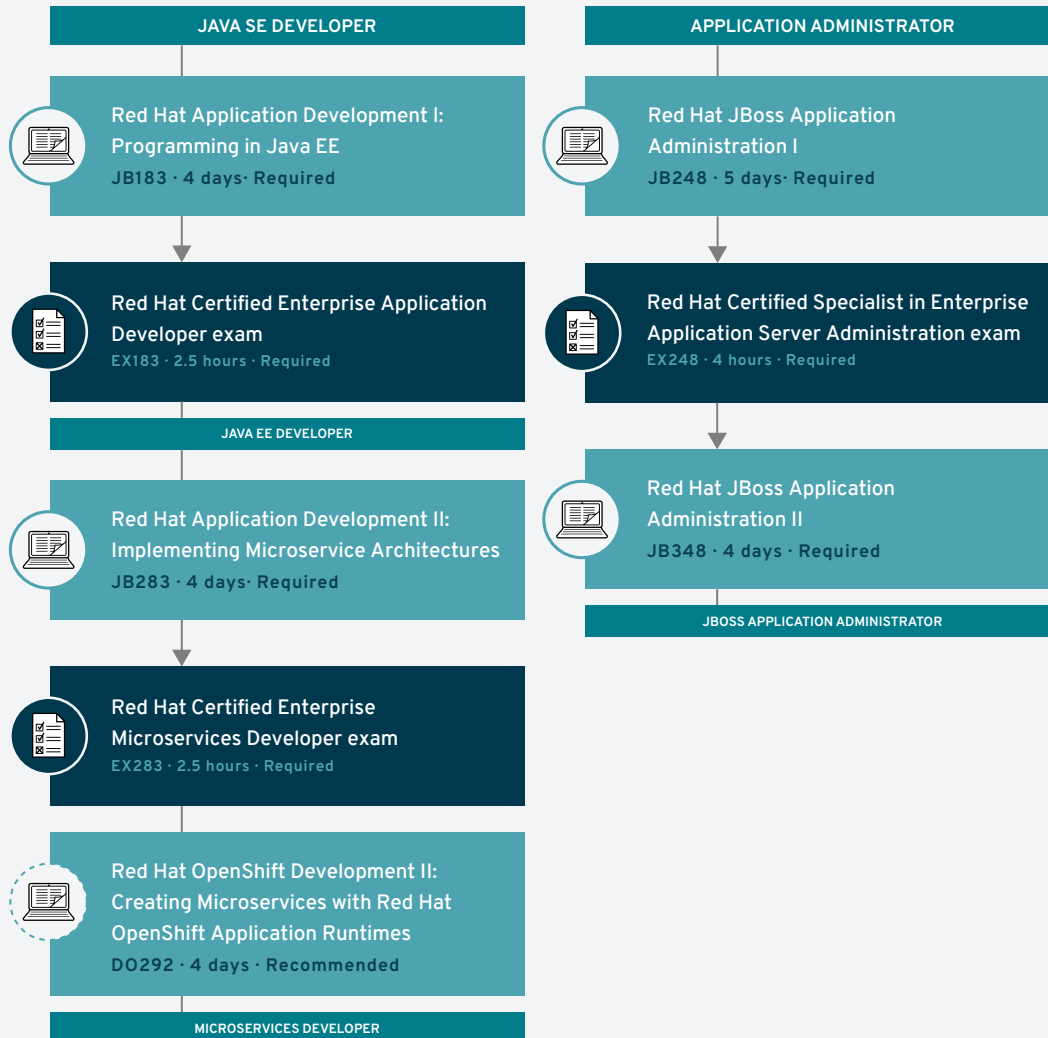 JAVA SE DEVELOPER
Red Hat Application Development I:
Programming in Java EE
JB183 · 4 days· Required
Red Hat Certified Enterprise Application
Developer exam
EX183 · 2.5 hours · Required
JAVA EE DEVELOPER
Red Hat Application Development II:
Implementing Microservice Architectures
JB283 · 4 days· Required
Red Hat Certified Enterprise
Microservices Developer exam
EX283 · 2.5 hours · Required
Red Hat OpenShift Development II:
Creating Microservices with Red Hat
OpenShift Application Runtimes
DO292 · 4 days · Recommended
MICROSERVICES DEVELOPER
APPLICATION ADMINISTRATOR
Red Hat JBoss Application
Administration I
JB248 · 5 days· Required
Red Hat Certified Specialist in Enterprise
Application Server Administration exam
EX248 · 4 hours · Required
Red Hat JBoss Application
Administration II
JB348 · 4 days · Required
JBOSS APPLICATION ADMINISTRATOR